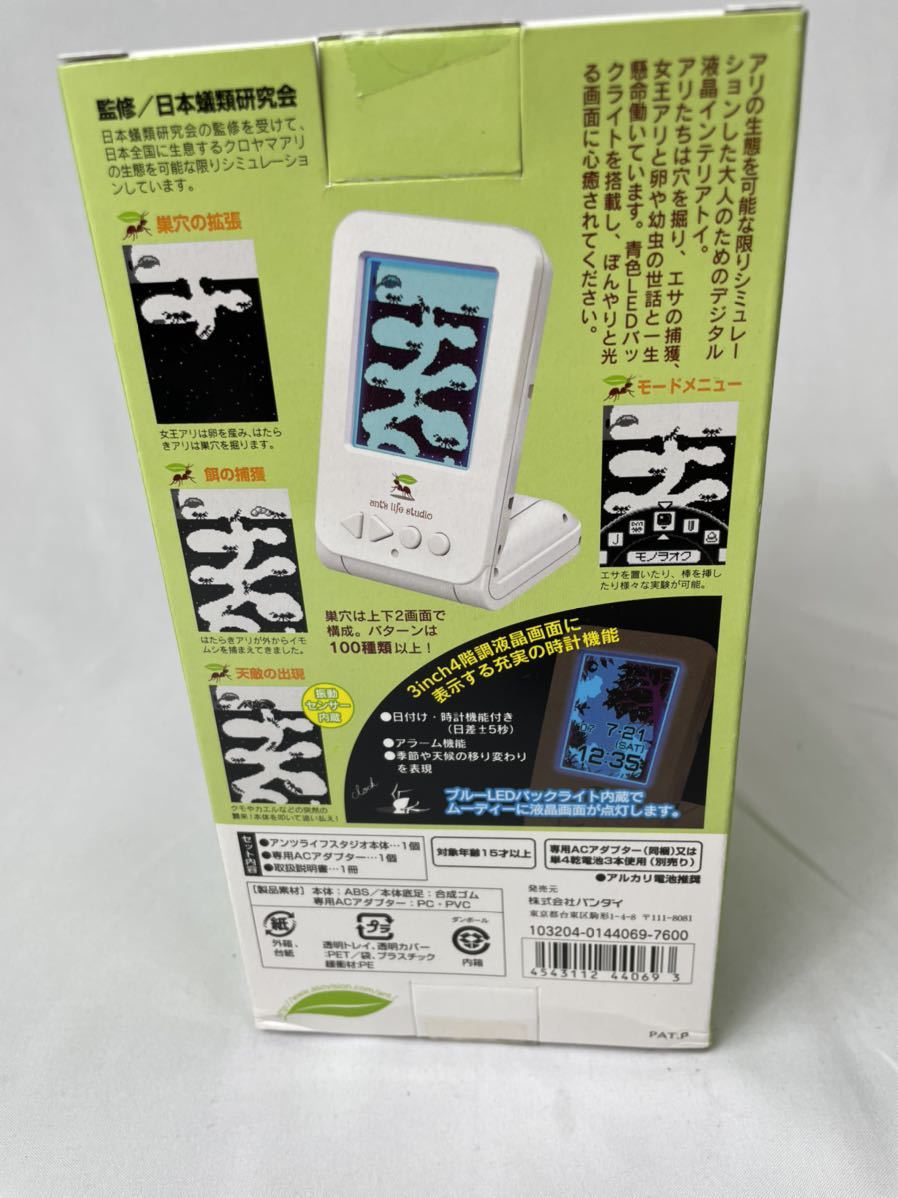 アリの生態を可能な限りシミュレー
ションした大人のためのデジタル
液晶インテリアトイ。
アリたちは穴を掘り、エサの捕獲、
女王アリと卵や幼虫の世話と一生
懸命働いています。青色LEDバッ
クライトを搭載し、ぼんやりと光
る画面に心癒されてください。
監修/日本蟻類研究会
日本蟻類研究会の監修を受けて、
日本全国に生息するクロヤマアリ
の生態を可能な限りシミュレーショ
ンしています。
巣穴の拡張
女王アリは卵を産み、はたら
きアリは巣穴を掘ります。
餌の捕獲
はたらきアリが外からイモ
ムシを捕まえてきました。
天敵の出現
振動
センサー
内蔵
クモやカエルなどの突然の
襲来!本体を叩いて追い払え!
ant's life studio
巣穴は上下2画面で
構成。パターンは
100種類以上!
モードメニュー
モノヲオク
エサを置いたり、棒を挿し
たり様々な実験が可能。
3inch4階調液晶画面に
表示する充実の時計機能
●日付け・時計機能付き
(日差±5秒)
●アラーム機能
●季節や天候の移り変わり
を表現
clock
07 7・21
(SAT)
12:35
ブルーLEDバックライト内蔵で
ムーディーに液晶画面が点灯します。
セット内容
●アンツライフスタジオ本体…1個
●専用ACアダプター…1個
●取扱説明書…1冊
対象年齢15才以上
専用ACアダプター(同梱)又は
単4乾電池3本使用(別売り)
●アルカリ電池推奨
[製品素材] 本体:ABS/本体底足:合成ゴム
専用ACアダプター:PC・PVC
紙
外箱、
台紙
プラ
透明トレイ、透明カバー
:PET/袋、プラスチック
緩衝材:PE
ダンボール
内箱
発売元
株式会社バンダイ
東京都台東区駒形1-4-8 〒111-8081
103204-0144069-7600
4543112 44069 3
http://www.asovision.com/ant/
PAT.P